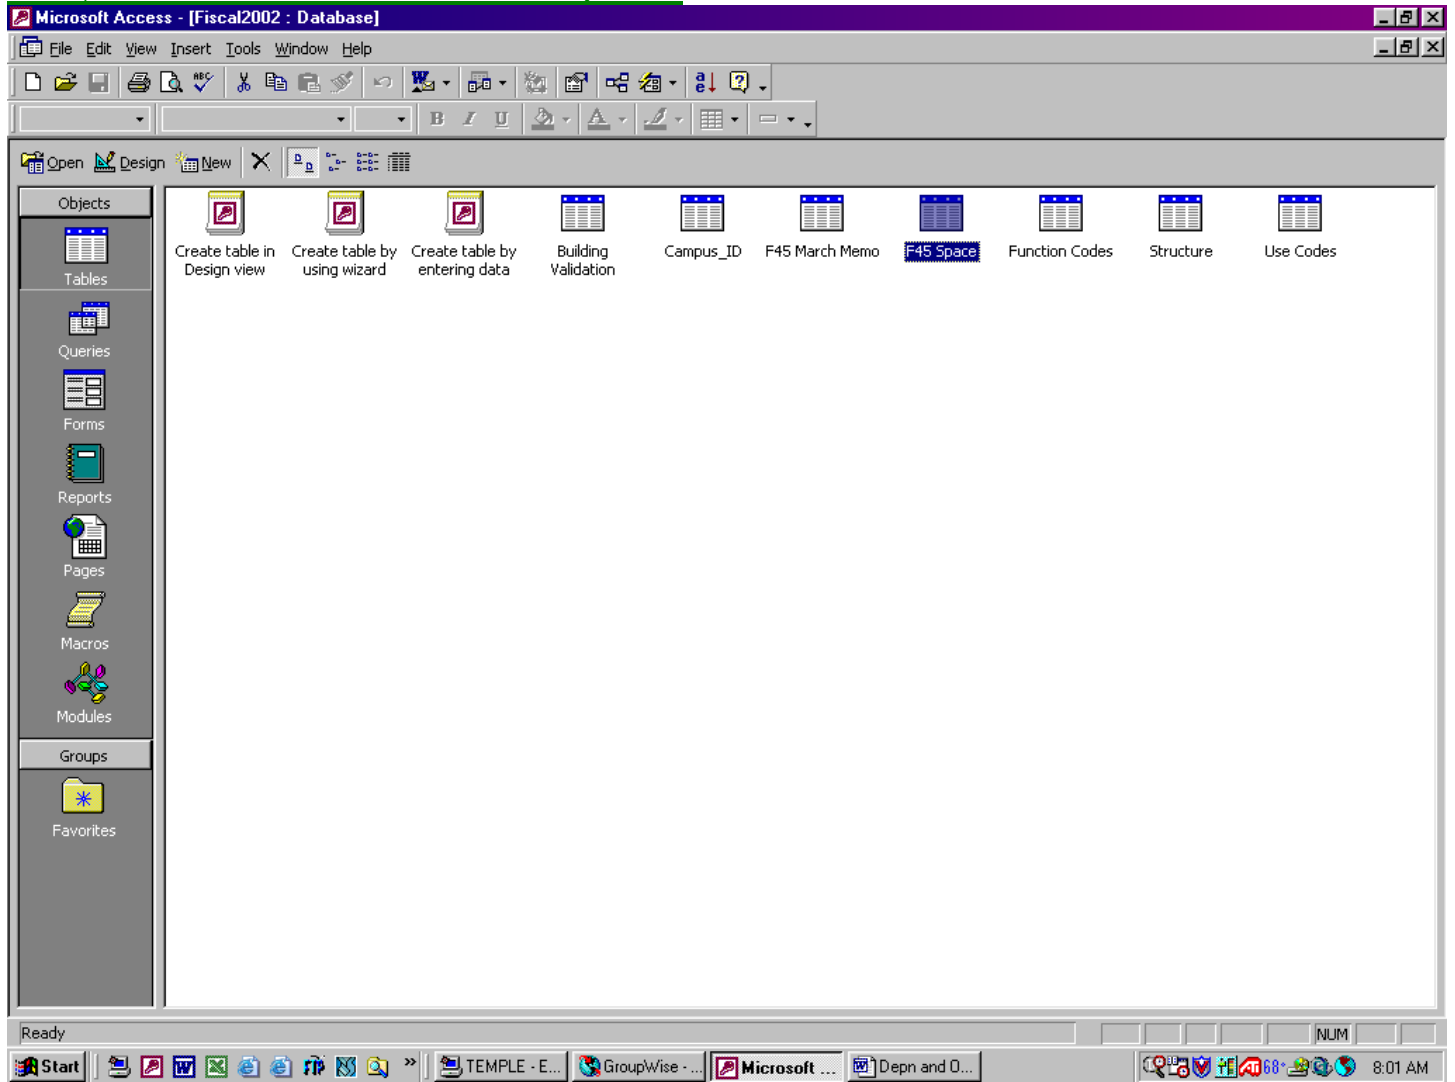 Microsoft Access - [Fiscal2002 : Database]
File Edit View Insert Tools Window Help
B I U
Open Design New
Objects
Tables
Queries
Forms
Reports
Pages
Macros
Modules
Groups
Favorites
Create table in
Design view
Create table by
using wizard
Create table by
entering data
Building
Validation
Campus_ID
F45 March Memo
F45 Space
Function Codes
Structure
Use Codes
Ready
NUM
Start
TEMPLE - E...
GroupWise - ...
Microsoft ...
Depn and O...
68°
8:01 AM